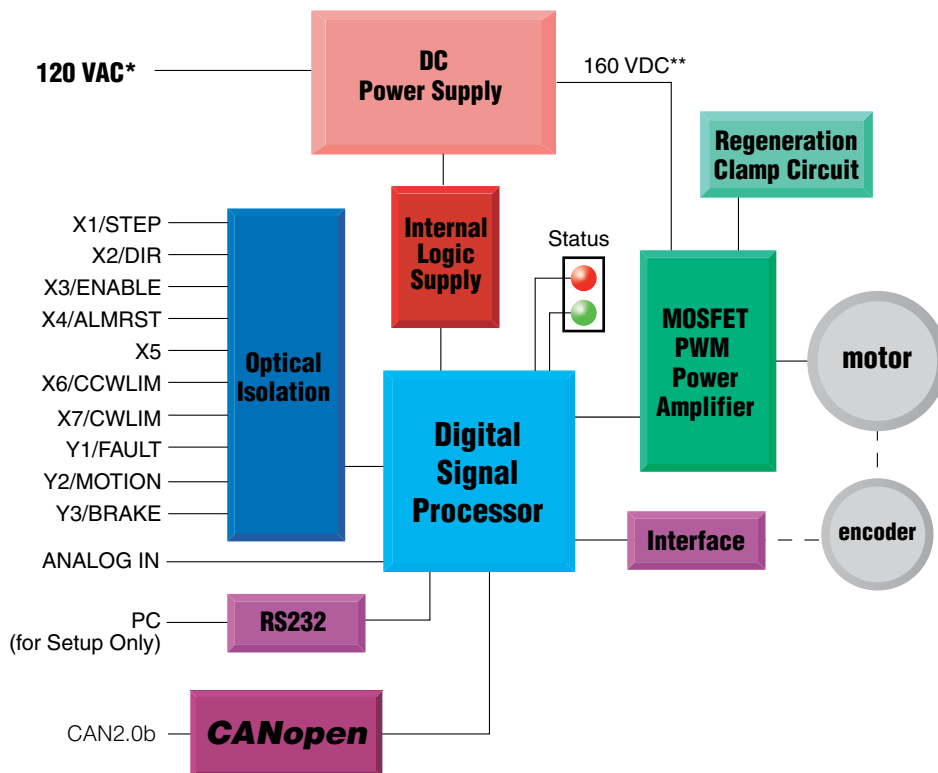 120 VAC*
DC
Power Supply
160 VDC**
Regeneration
Clamp Circuit
X1/STEP
X2/DIR
X3/ENABLE
X4/ALMRST
X5
X6/CCWLIM
X7/CWLIM
Y1/FAULT
Y2/MOTION
Y3/BRAKE
Optical
Isolation
Internal
Logic
Supply
Status
MOSFET
PWM
Power
Amplifier
motor
Digital
Signal
Processor
Interface
encoder
ANALOG IN
PC
(for Setup Only)
RS232
CAN2.0b
CANopen